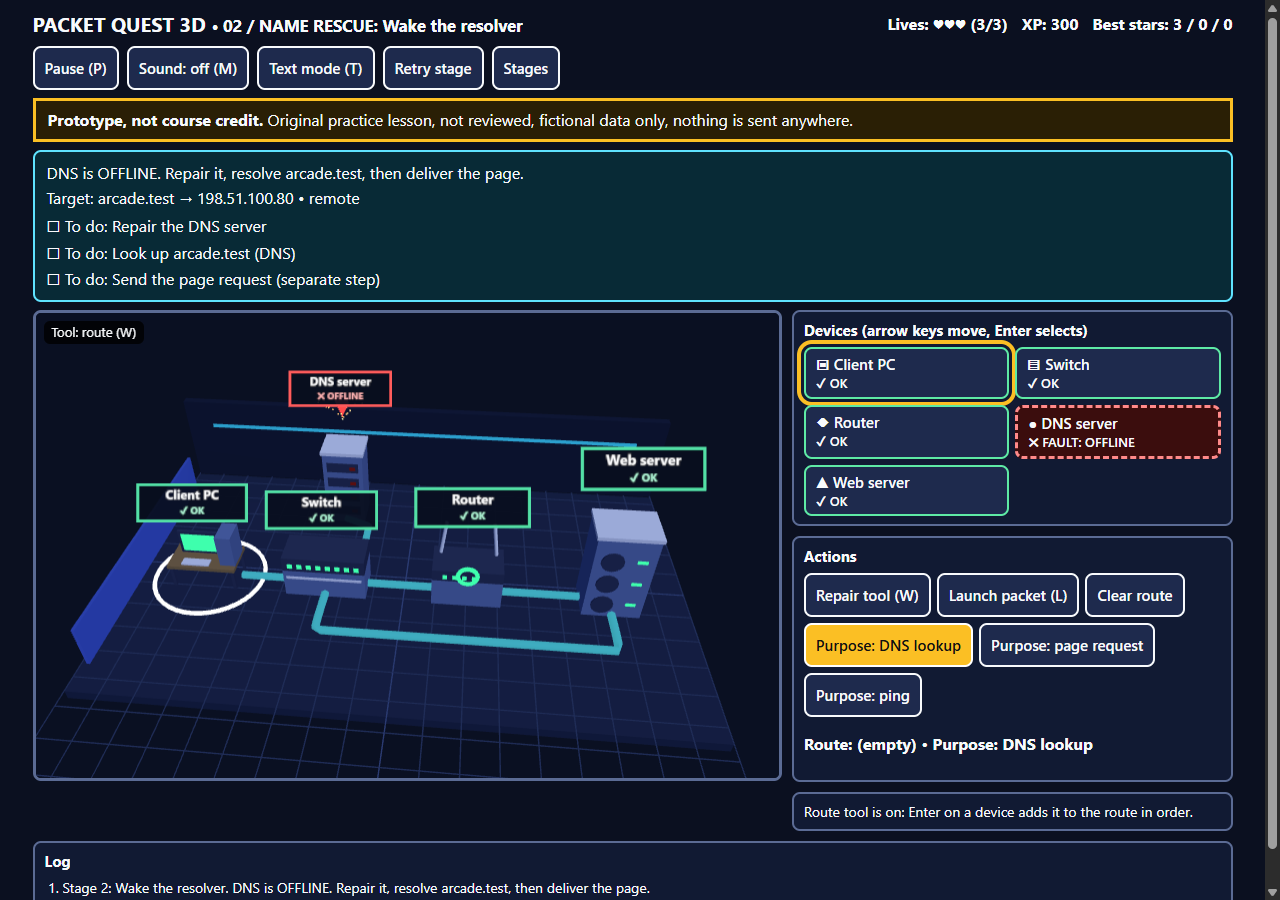 PACKET QUEST 3D • 02 / NAME RESCUE: Wake the resolver
Lives: ♥♥♥ (3/3) XP: 300 Best stars: 3 / 0 / 0
Pause (P) Sound: off (M) Text mode (T) Retry stage Stages
Prototype, not course credit. Original practice lesson, not reviewed, fictional data only, nothing is sent anywhere.
DNS is OFFLINE. Repair it, resolve arcade.test, then deliver the page.
Target: arcade.test → 198.51.100.80 • remote
☐ To do: Repair the DNS server
☐ To do: Look up arcade.test (DNS)
☐ To do: Send the page request (separate step)
Tool: route (W)
DNS server
✕ OFFLINE
Web server
✓ OK
Client PC
✓ OK
Switch
✓ OK
Router
✓ OK
Devices (arrow keys move, Enter selects)
Client PC
✓ OK
Switch
✓ OK
◆ Router
✓ OK
● DNS server
✕ FAULT: OFFLINE
▲ Web server
✓ OK
Actions
Repair tool (W) Launch packet (L) Clear route
Purpose: DNS lookup Purpose: page request
Purpose: ping
Route: (empty) • Purpose: DNS lookup
Route tool is on: Enter on a device adds it to the route in order.
Log
1. Stage 2: Wake the resolver. DNS is OFFLINE. Repair it, resolve arcade.test, then deliver the page.